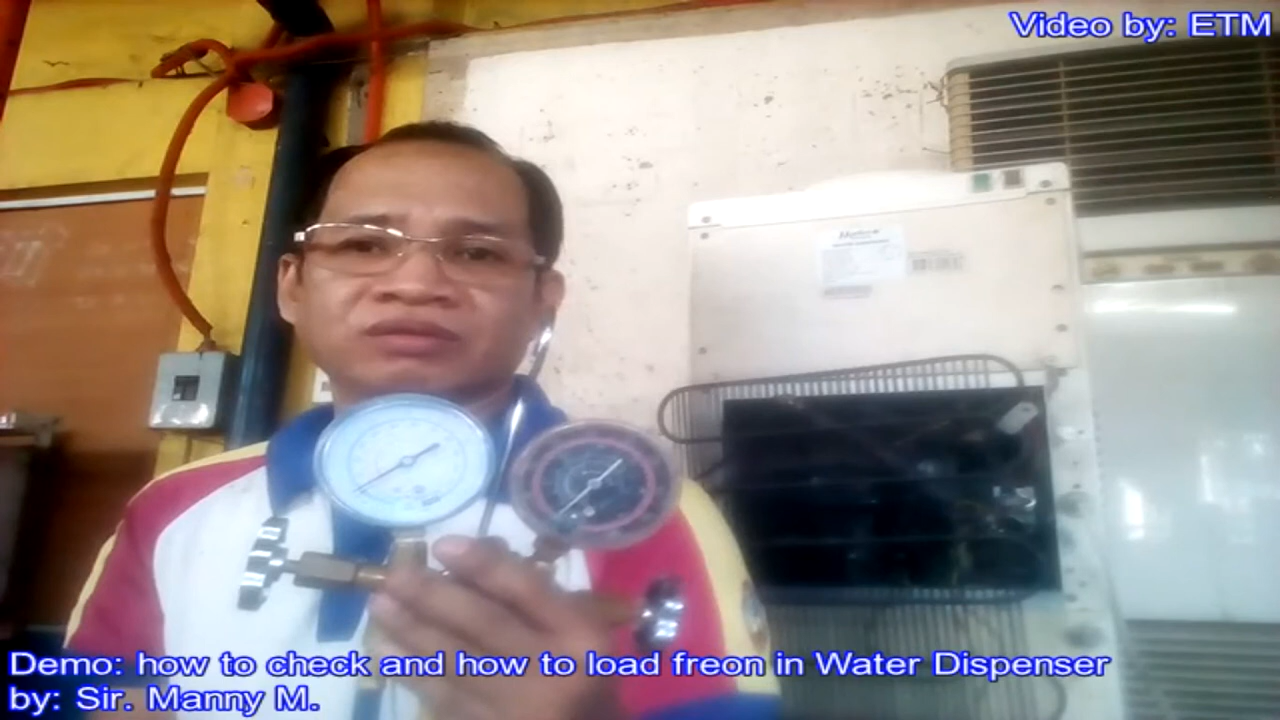 Video by: ETM
Demo: how to check and how to load freon in Water Dispenser
by: Sir. Manny M.